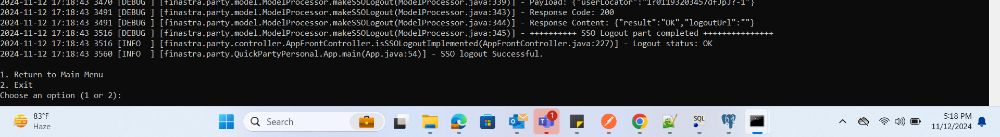 2024-11-12 17:18:43 3470 [DEBUG ] [finastra.party.model.ModelProcessor.makeSSOLogout(ModelProcessor.java:339)] - Payload: {"userLocator":"1?01193203457dfJpJ?-1"}
2024-11-12 17:18:43 3491 [DEBUG ] [finastra.party.model.ModelProcessor.makeSSOLogout(ModelProcessor.java:343)] - Response Code: 200
2024-11-12 17:18:43 3491 [DEBUG ] [finastra.party.model.ModelProcessor.makeSSOLogout(ModelProcessor.java:344)] - Response Content: {"result":"OK","logoutUrl":""}
2024-11-12 17:18:43 3516 [DEBUG ] [finastra.party.model.ModelProcessor.makeSSOLogout(ModelProcessor.java:345)] - ++++++++++ SSO Logout part completed +++++++++++++++
2024-11-12 17:18:43 3516 [INFO  ] [finastra.party.controller.AppFrontController.isSSOLogoutImplemented(AppFrontController.java:227)] - Logout status: OK
2024-11-12 17:18:43 3560 [INFO  ] [finastra.party.QuickPartyPersonal.App.main(App.java:54)] - SSO logout Successful.
1. Return to Main Menu
2. Exit
Choose an option (1 or 2):
83°F
Haze
Search
1
SQL
5:18 PM
11/12/2024